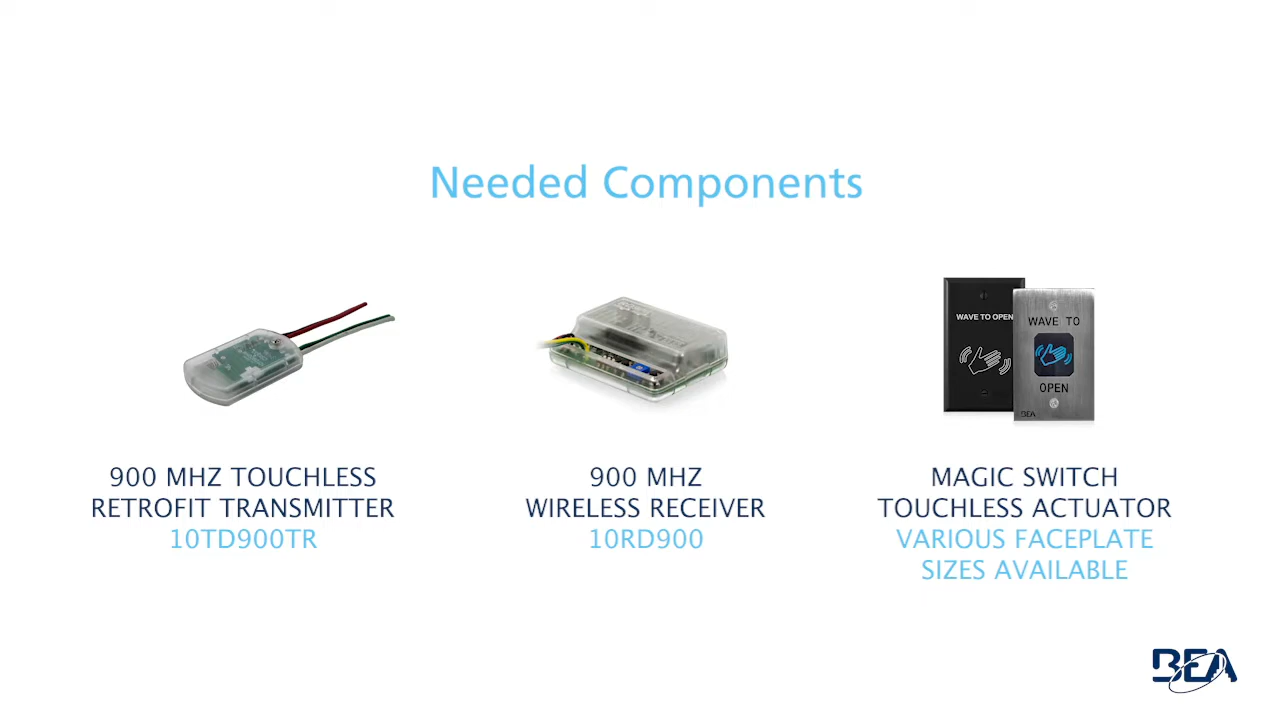 Needed Components
WAVE TO OPEN
WAVE TO
OPEN
BEA
900 MHZ TOUCHLESS
RETROFIT TRANSMITTER
10TD900TR
900 MHZ
WIRELESS RECEIVER
10RD900
MAGIC SWITCH
TOUCHLESS ACTUATOR
VARIOUS FACEPLATE
SIZES AVAILABLE
BEA